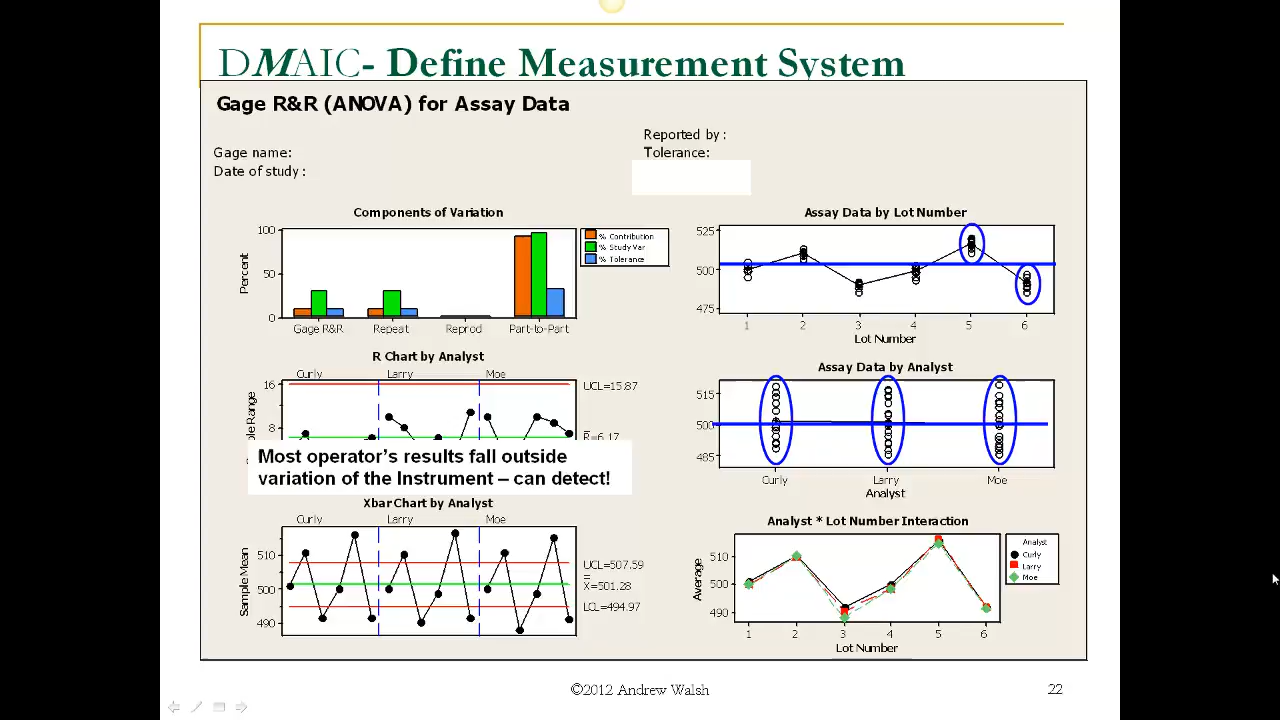 DMAIC- Define Measurement System
Gage R&R (ANOVA) for Assay Data
Gage name:
Date of study :
Reported by :
Tolerance:
Components of Variation
100
50
0
Percent
Gage R&R Repeat Reprod Part-to-Part
% Contribution
% Study Var
% Tolerance
R Chart by Analyst
Curly Larry Moe
16
8
Range
UCL=15.87
R=6.17
Most operator's results fall outside
variation of the Instrument – can detect!
Xbar Chart by Analyst
Curly Larry Moe
510
500
490
Sample Mean
UCL=507.59
X=501.28
LCL=494.97
Assay Data by Lot Number
525
500
475
1 2 3 4 5 6
Lot Number
Assay Data by Analyst
515
500
485
Curly Larry Moe
Analyst
Analyst * Lot Number Interaction
510
500
490
Average
1 2 3 4 5 6
Lot Number
Analyst
Curly
Larry
Moe
©2012 Andrew Walsh
22